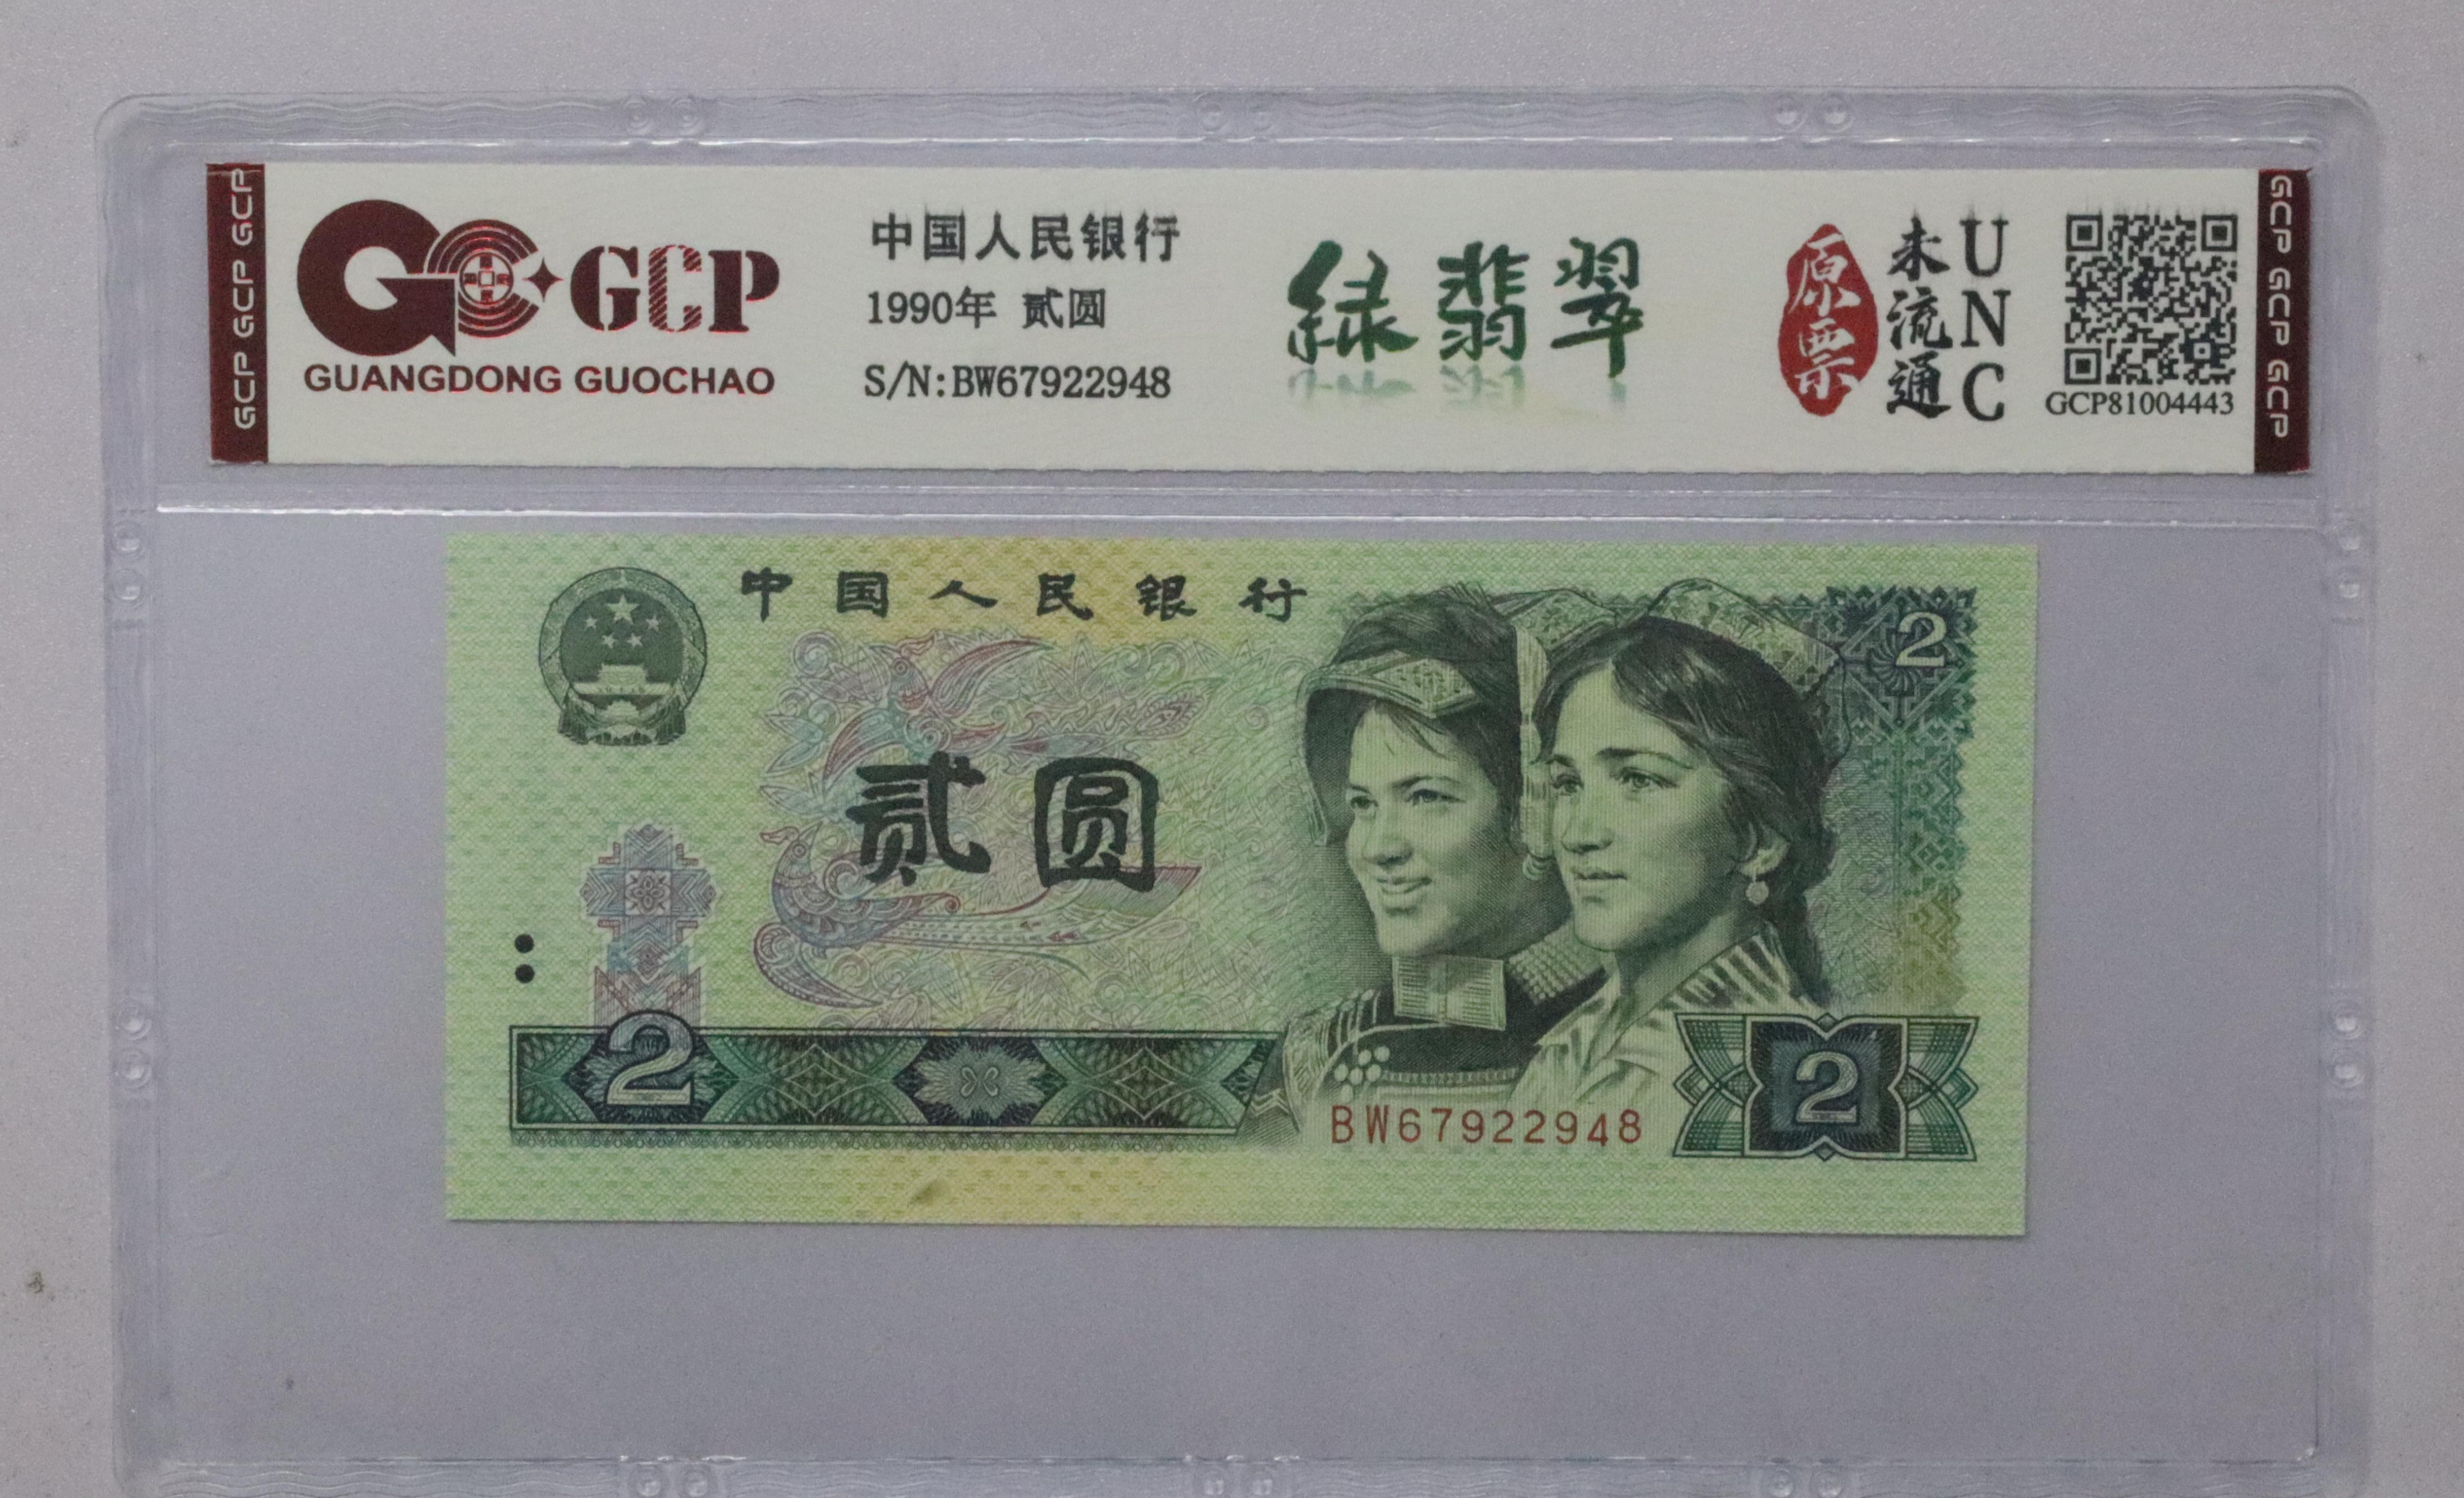 GCP GCP GCP
GCP
GUANGDONG GUOCHAO
中国人民银行
1990年 贰圆
S/N:BW67922948
緑翡翠
原票
未流通
UNC
GCP81004443
GCP GCP GCP
中国人民银行
2
贰圆
2
BW67922948
2